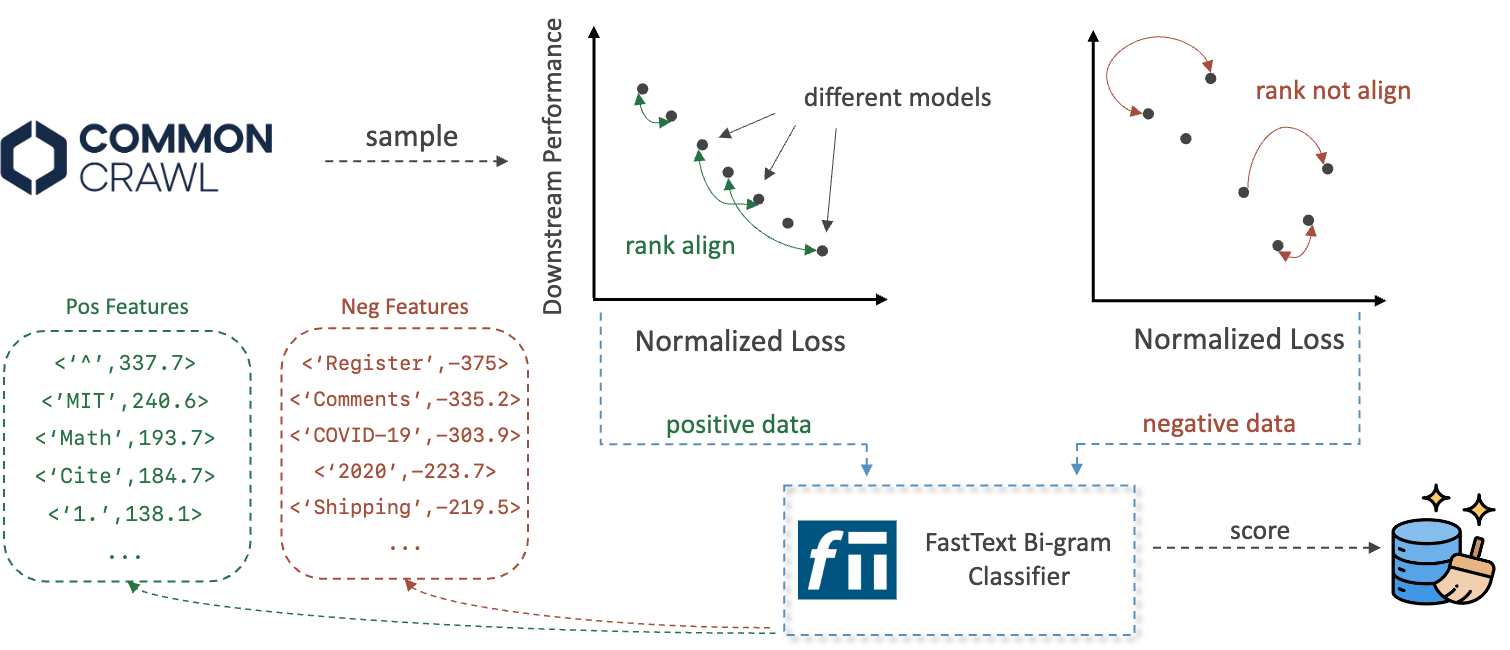 COMMON
CRAWL
sample
Downstream Performance
different models
rank align
Normalized Loss
rank not align
Normalized Loss
Pos Features
<‘^’,337.7>
<’MIT’,240.6>
<‘Math’,193.7>
<‘Cite’,184.7>
<‘1.’,138.1>
...
Neg Features
<‘Register’,-375>
<‘Comments’,-335.2>
<‘COVID-19’,-303.9>
<‘2020’,-223.7>
<‘Shipping’,-219.5>
...
positive data
negative data
fT
FastText Bi-gram
Classifier
score